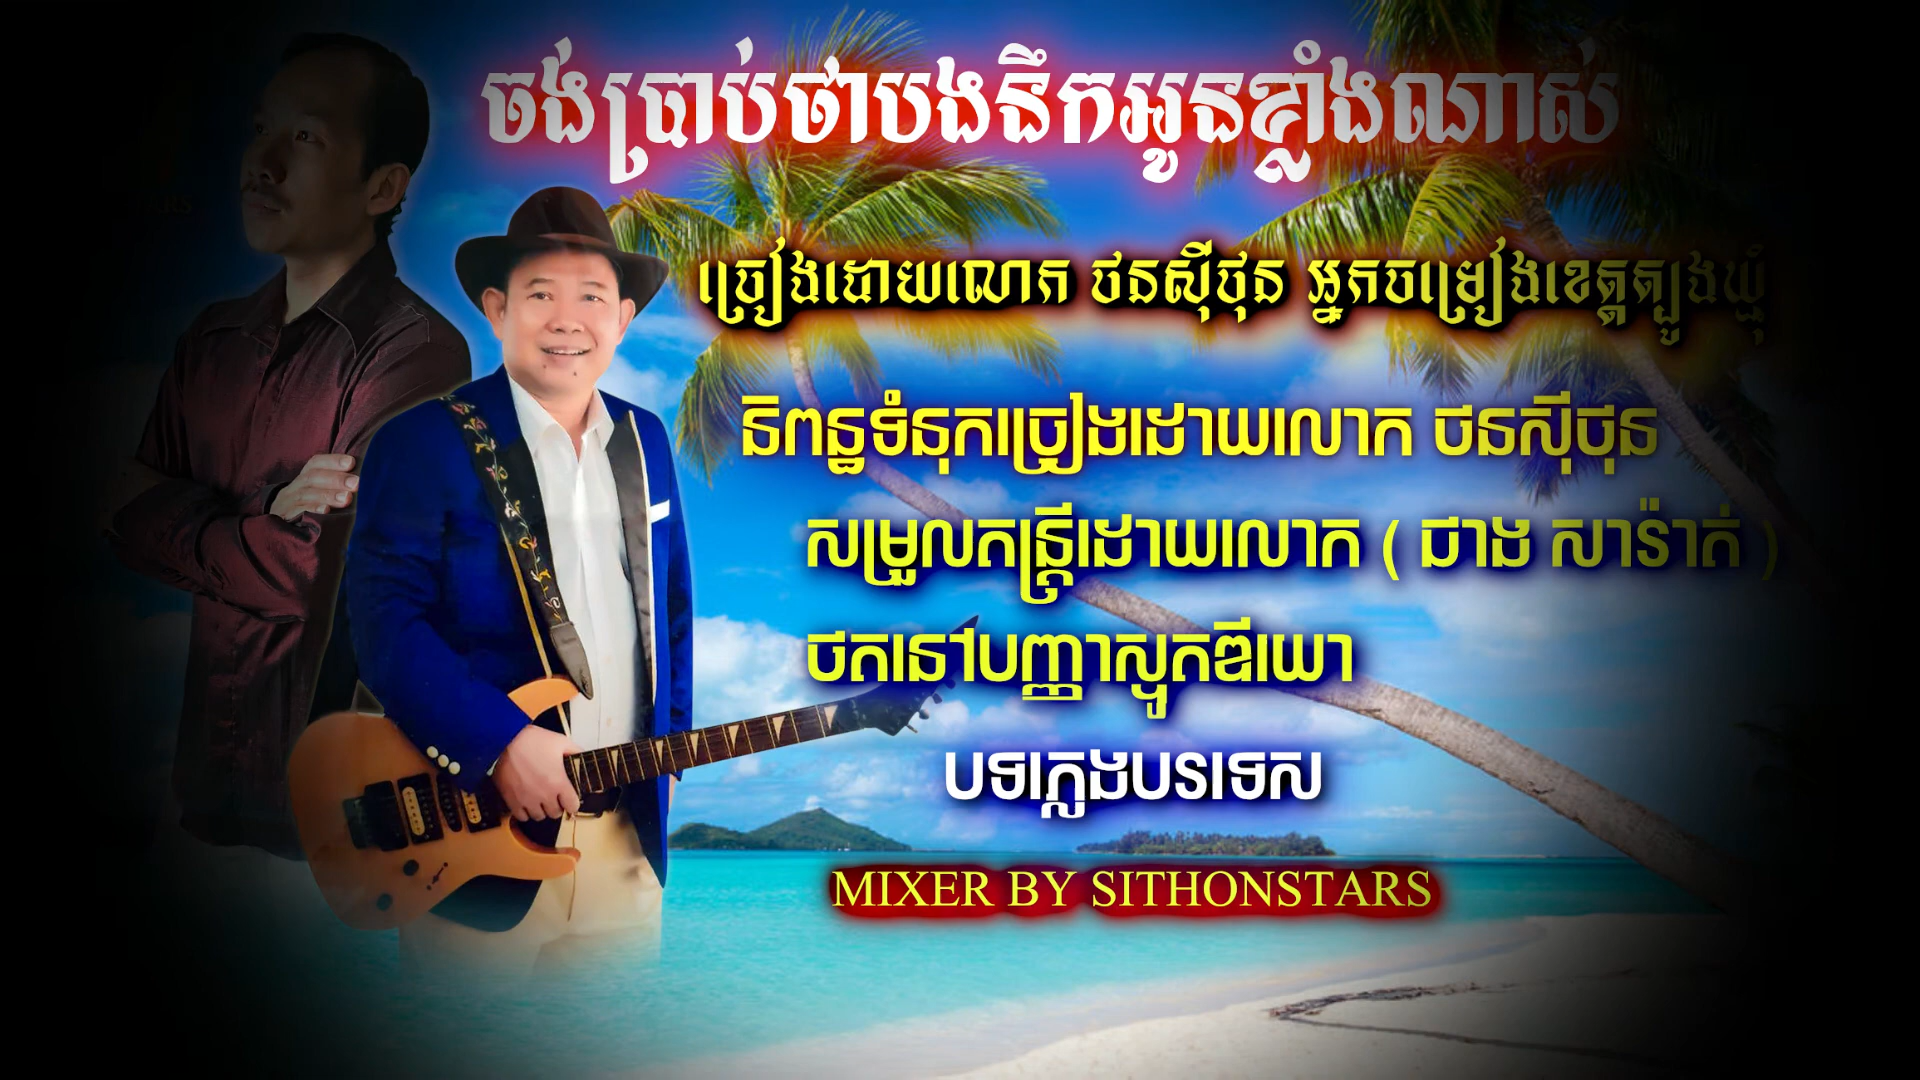 ចង់ប្រាប់ថាបងនឹកអូនខ្លាំងណាស់
ច្រៀងដោយលោក ថនស៊ីថុន អ្នកចម្រៀងខេត្តត្បូងឃ្មុំ
និពន្ធទំនុកច្រៀងដោយលោក ថនស៊ីថុន
សម្រួលតន្ត្រីដោយលោក ( ជាង សារ៉ាត់ )
ថតនៅបញ្ញាស្ទូតឌីយោ
បទភ្លេងបរទេស
MIXER BY SITHONSTARS